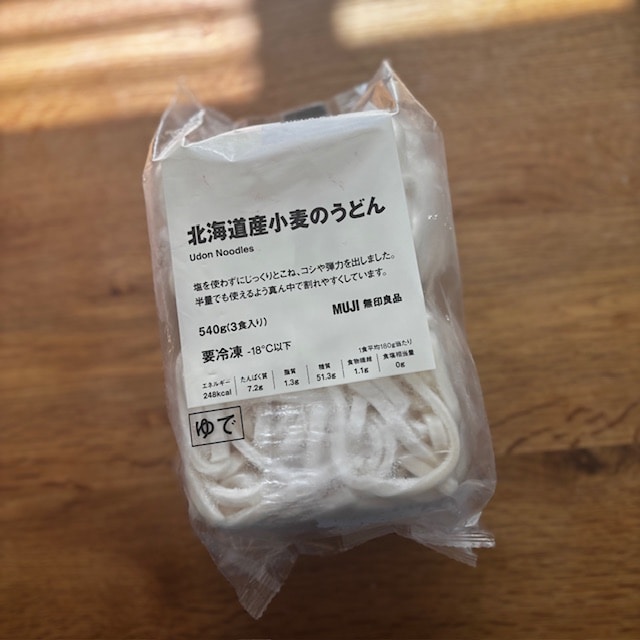 北海道産小麦のうどん
Udon Noodles
塩を使わずにじっくりとこね、コシや弾力を出しました。
半量でも使えるよう真ん中で割れやすくしています。
540g(3食入り)
MUJI 無印良品
要冷凍 -18℃以下
1食平均180g当たり
エネルギー たんぱく質 脂質 糖質 食物繊維 食塩相当量
248kcal 7.2g 1.3g 51.3g 1.1g 0g
ゆで